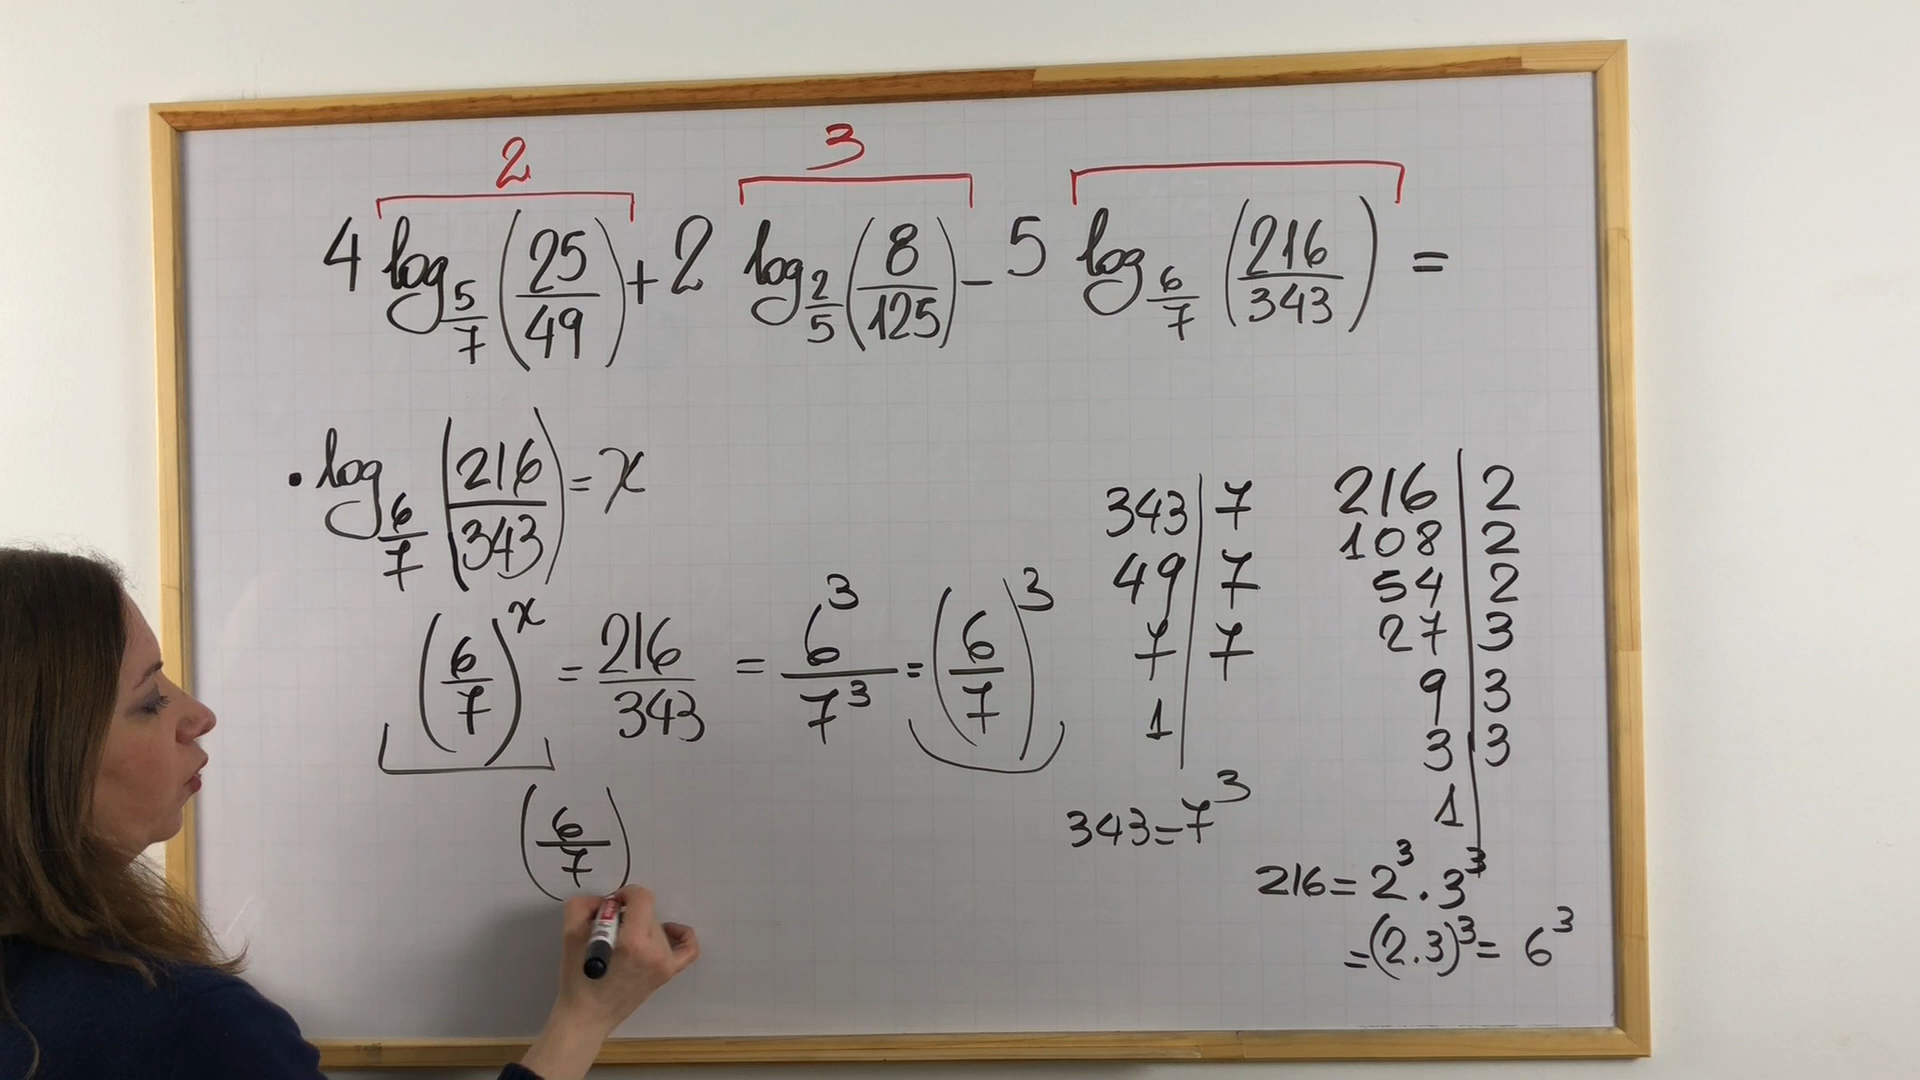 2 3
4 log_{5/7} (25/49) + 2 log_{2/5} (8/125) - 5 log_{6/7} (216/343) =
• log_{6/7} (216/343) = x
(6/7)^x = 216/343 = 6^3/7^3 = (6/7)^3
(6/7)
343 | 7
49 | 7
7 | 7
1 |
343 = 7^3
216 | 2
108 | 2
54 | 2
27 | 3
9 | 3
3 | 3
1 |
216 = 2^3 . 3^3
= (2.3)^3 = 6^3